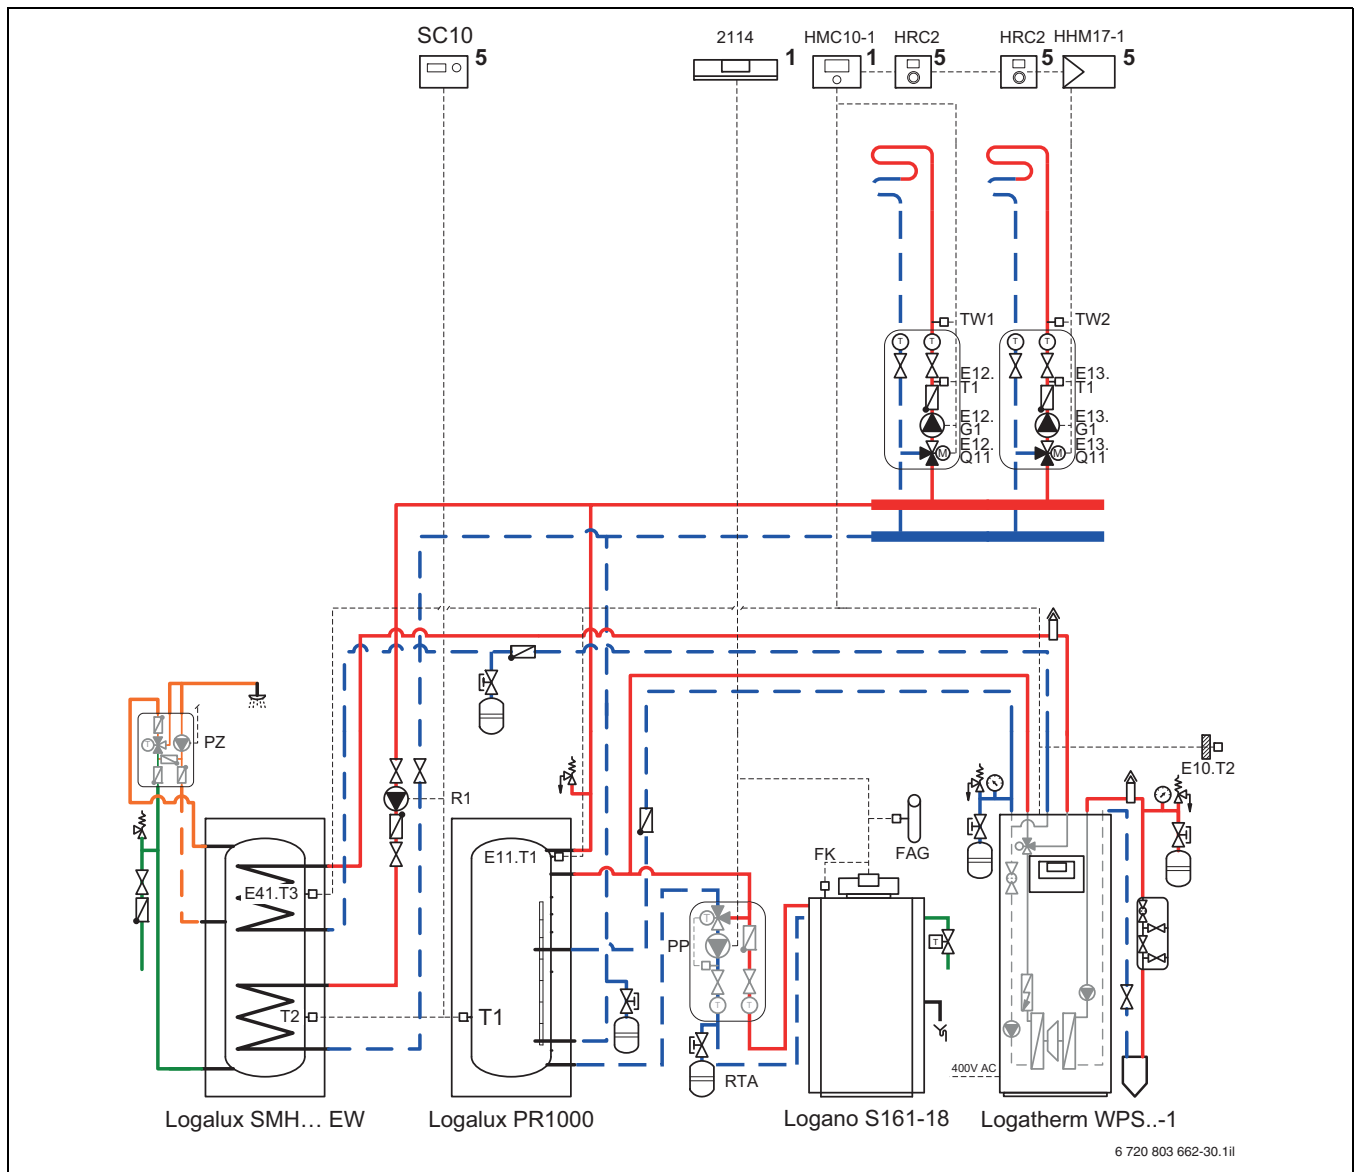 SC10
5
2114
1
HMC10-1
1
HRC2
5
HRC2
5
HHM17-1
5
TW1
TW2
T
T
T
T
E12.
T1
E13.
T1
E12.
G1
E13.
G1
E12.
Q11
E13.
Q11
M
M
PZ
T
R1
E10.T2
E11.T1
FK
FAG
E41.T3
T
PP
T
T2
T1
T
T
RTA
400V AC
Logalux SMH... EW
Logalux PR1000
Logano S161-18
Logatherm WPS..-1
6 720 803 662-30.1il